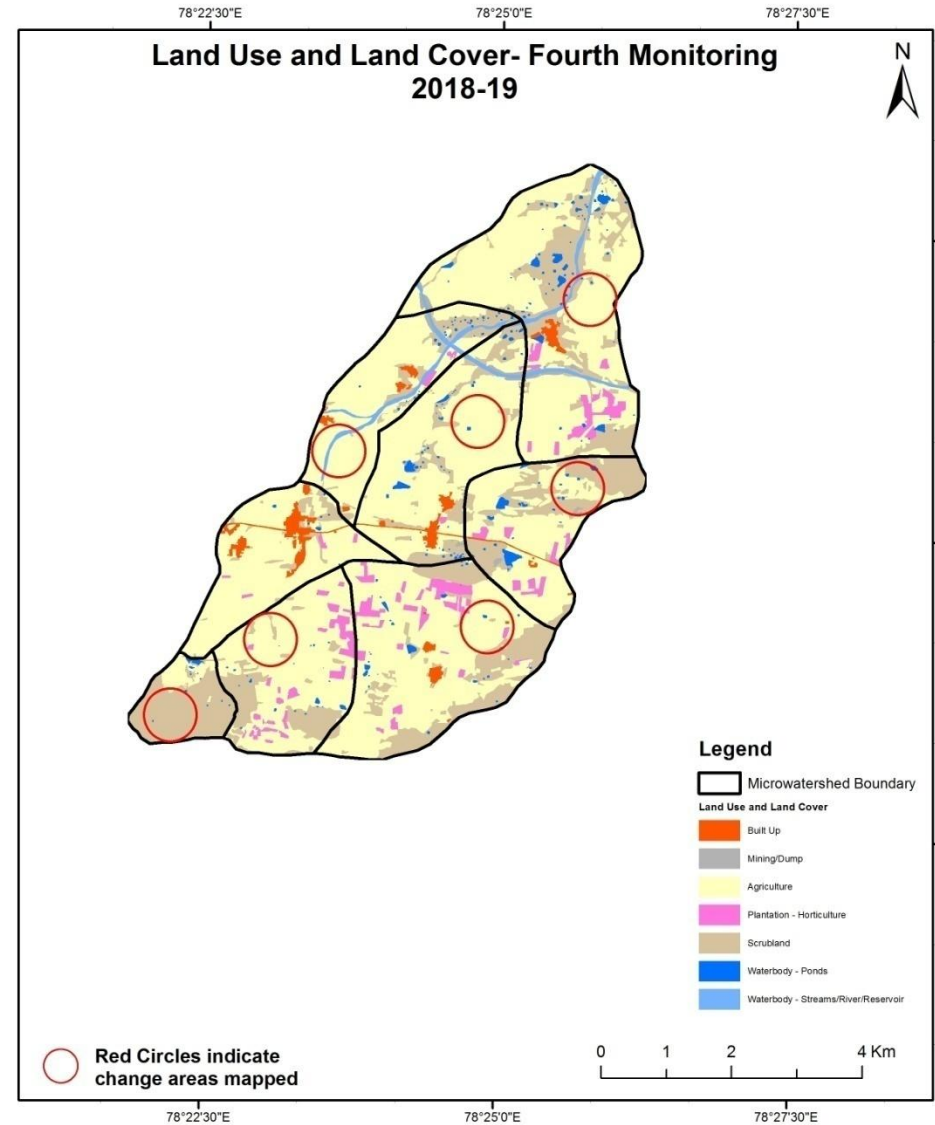 78°22'30"E 78°25'0"E 78°27'30"E
Land Use and Land Cover- Fourth Monitoring
2018-19
N
Legend
Microwatershed Boundary
Land Use and Land Cover
Built Up
Mining/Dump
Agriculture
Plantation - Horticulture
Scrubland
Waterbody - Ponds
Waterbody - Streams/River/Reservoir
Red Circles indicate
change areas mapped
0 1 2 4 Km
78°22'30"E 78°25'0"E 78°27'30"E